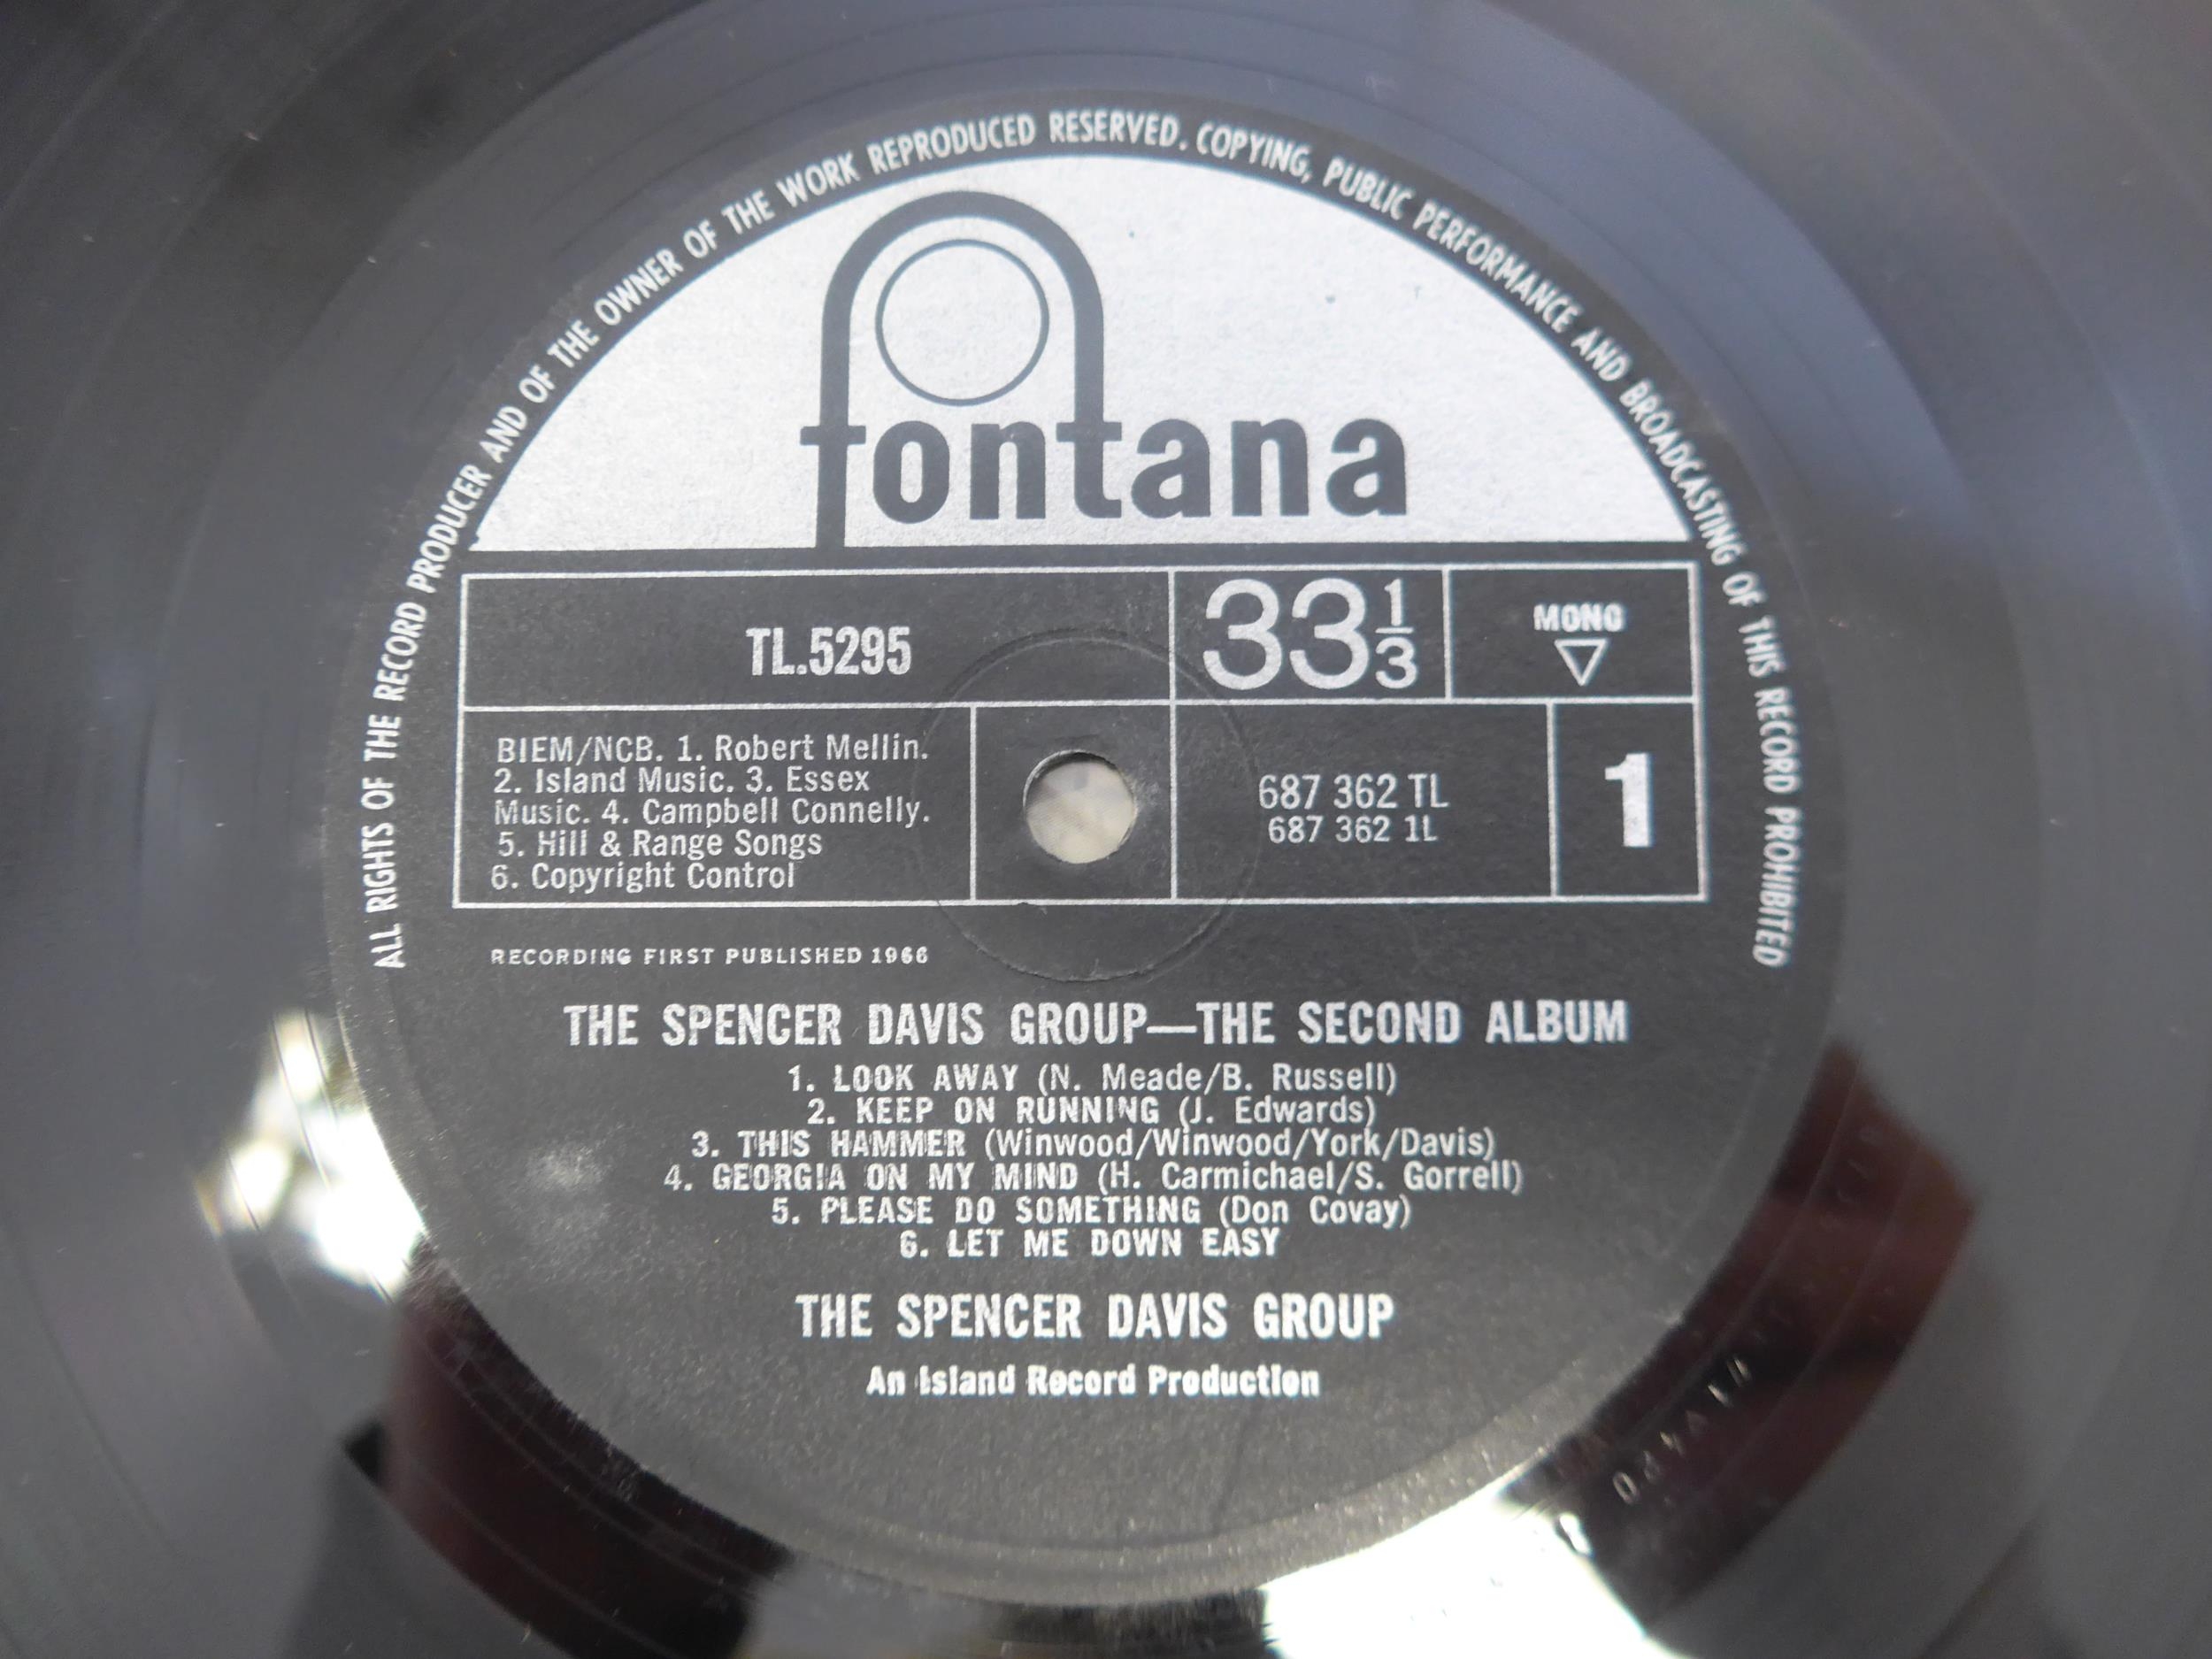 ALL RIGHTS OF THE RECORD PRODUCER AND OF THE OWNER OF THE WORK REPRODUCED RESERVED. COPYING, PUBLIC PERFORMANCE AND BROADCASTING OF THIS RECORD PROHIBITED
fontana
TL.5295
33 1/3
MONO
BIEM/NCB. 1. Robert Mellin.
2. Island Music. 3. Essex
Music. 4. Campbell Connelly.
5. Hill & Range Songs
6. Copyright Control
687 362 TL
687 362 1L
1
RECORDING FIRST PUBLISHED 1966
THE SPENCER DAVIS GROUP—THE SECOND ALBUM
1. LOOK AWAY (N. Meade/B. Russell)
2. KEEP ON RUNNING (J. Edwards)
3. THIS HAMMER (Winwood/Winwood/York/Davis)
4. GEORGIA ON MY MIND (H. Carmichael/S. Gorrell)
5. PLEASE DO SOMETHING (Don Covay)
6. LET ME DOWN EASY
THE SPENCER DAVIS GROUP
An Island Record Production